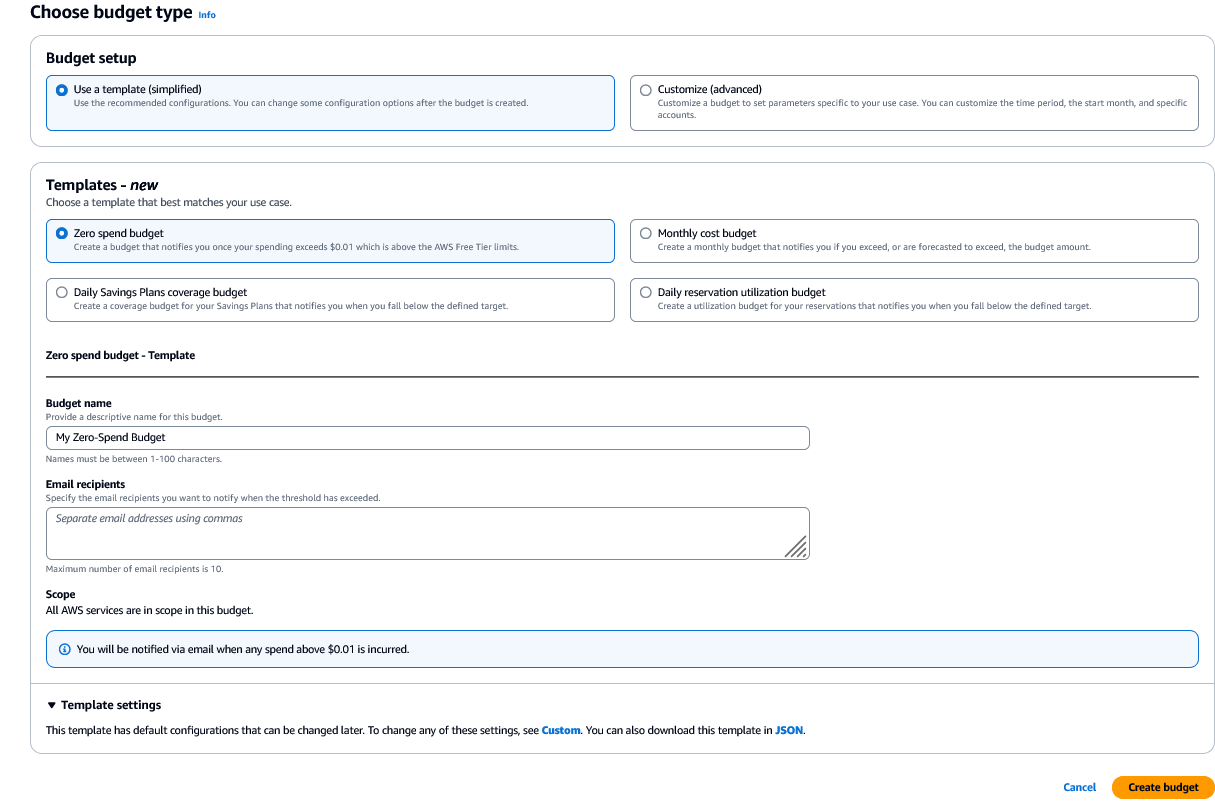 Choose budget type Info
Budget setup
Use a template (simplified)
Use the recommended configurations. You can change some configuration options after the budget is created.
Customize (advanced)
Customize a budget to set parameters specific to your use case. You can customize the time period, the start month, and specific
accounts.
Templates - new
Choose a template that best matches your use case.
Zero spend budget
Create a budget that notifies you once your spending exceeds $0.01 which is above the AWS Free Tier limits.
Monthly cost budget
Create a monthly budget that notifies you if you exceed, or are forecasted to exceed, the budget amount.
Daily Savings Plans coverage budget
Create a coverage budget for your Savings Plans that notifies you when you fall below the defined target.
Daily reservation utilization budget
Create a utilization budget for your reservations that notifies you when you fall below the defined target.
Zero spend budget - Template
Budget name
Provide a descriptive name for this budget.
My Zero-Spend Budget
Names must be between 1-100 characters.
Email recipients
Specify the email recipients you want to notify when the threshold has exceeded.
Separate email addresses using commas
Maximum number of email recipients is 10.
Scope
All AWS services are in scope in this budget.
You will be notified via email when any spend above $0.01 is incurred.
Template settings
This template has default configurations that can be changed later. To change any of these settings, see Custom. You can also download this template in JSON.
Cancel
Create budget